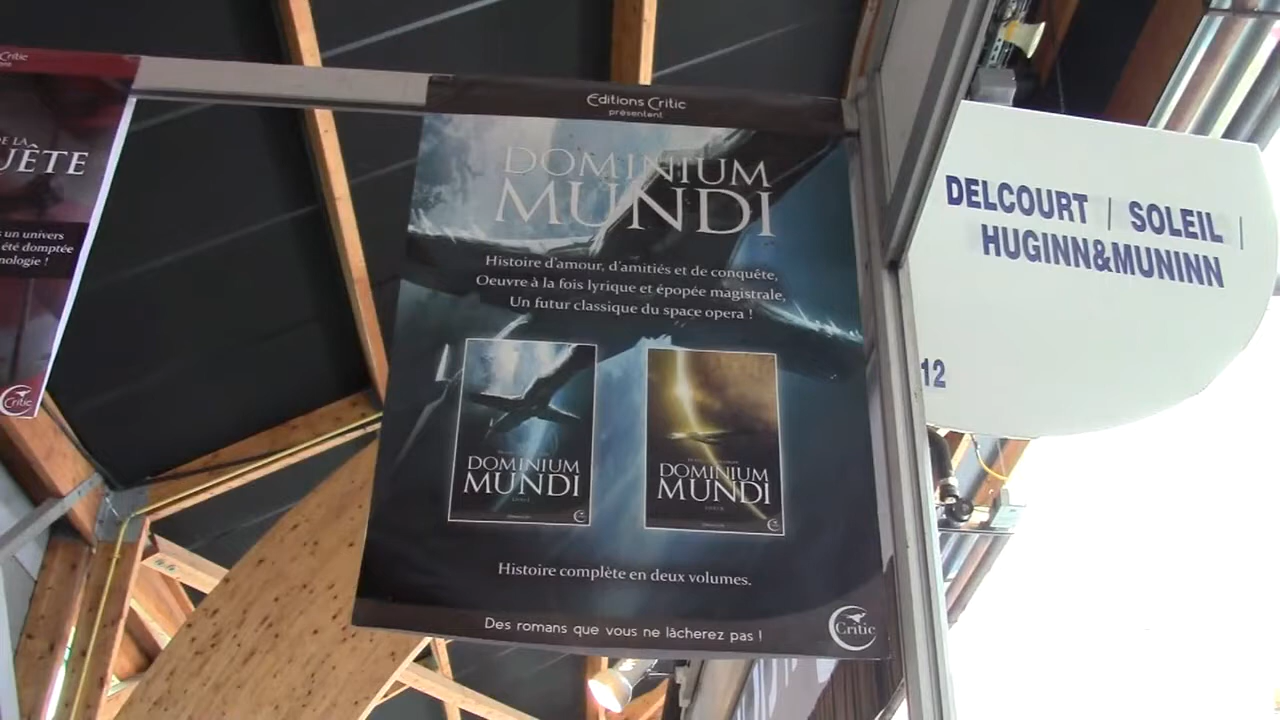 Critic
DE LA
UÊTE
s un univers
été domptée
nologie !
Critic
Editions Critic
présentent
DOMINIUM
MUNDI
Histoire d'amour, d'amitiés et de conquête,
Oeuvre à la fois lyrique et épopée magistrale,
Un futur classique du space opera !
DOMINIUM
MUNDI
DOMINIUM
MUNDI
Histoire complète en deux volumes.
Des romans que vous ne lâcherez pas !
Critic
DELCOURT | SOLEIL |
HUGINN&MUNINN
12